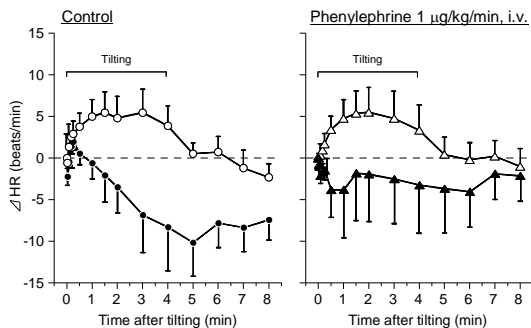 Control
Phenylephrine 1 μg/kg/min, i.v.
15
10
5
0
-5
-10
-15
⊿ HR (beats/min)
Tilting
Tilting
0 1 2 3 4 5 6 7 8
0 1 2 3 4 5 6 7 8
Time after tilting (min)
Time after tilting (min)